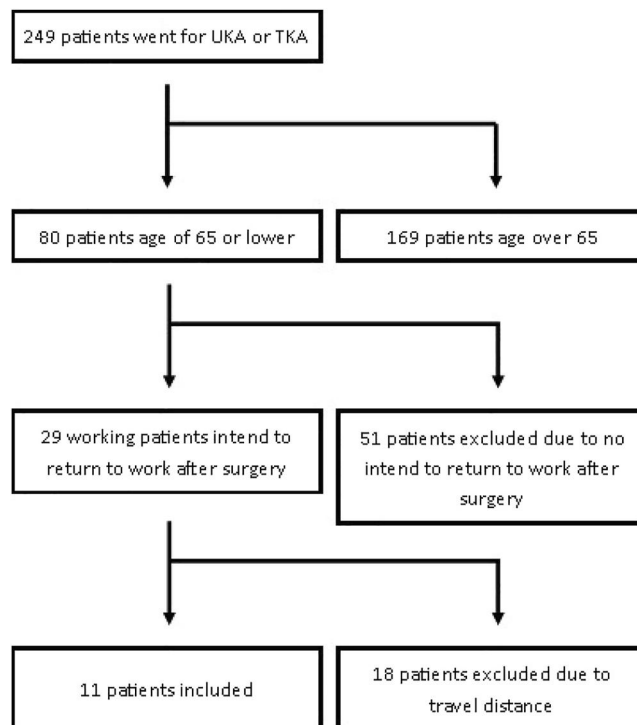 249 patients went for UKA or TKA
80 patients age of 65 or lower
169 patients age over 65
29 working patients intend to
return to work after surgery
51 patients excluded due to no
intend to return to work after
surgery
11 patients included
18 patients excluded due to
travel distance